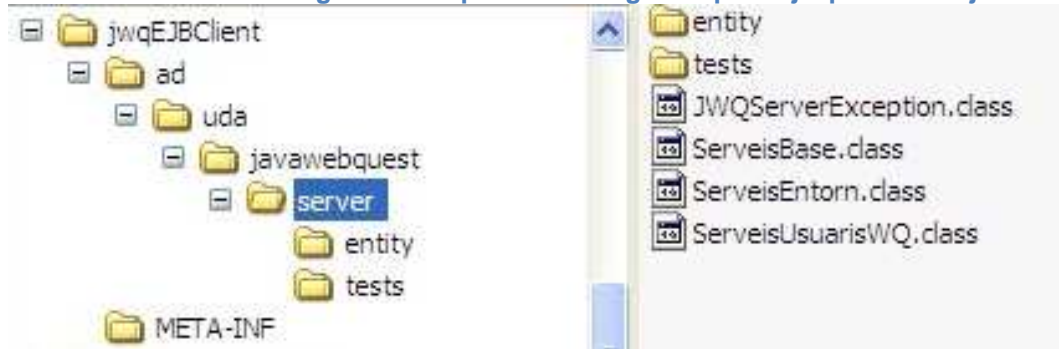 jwqEJBClient
ad
uda
javawebquest
server
entity
tests
META-INF
entity
tests
JWQServerException.class
ServeisBase.class
ServeisEntorn.class
ServeisUsuarisWQ.class